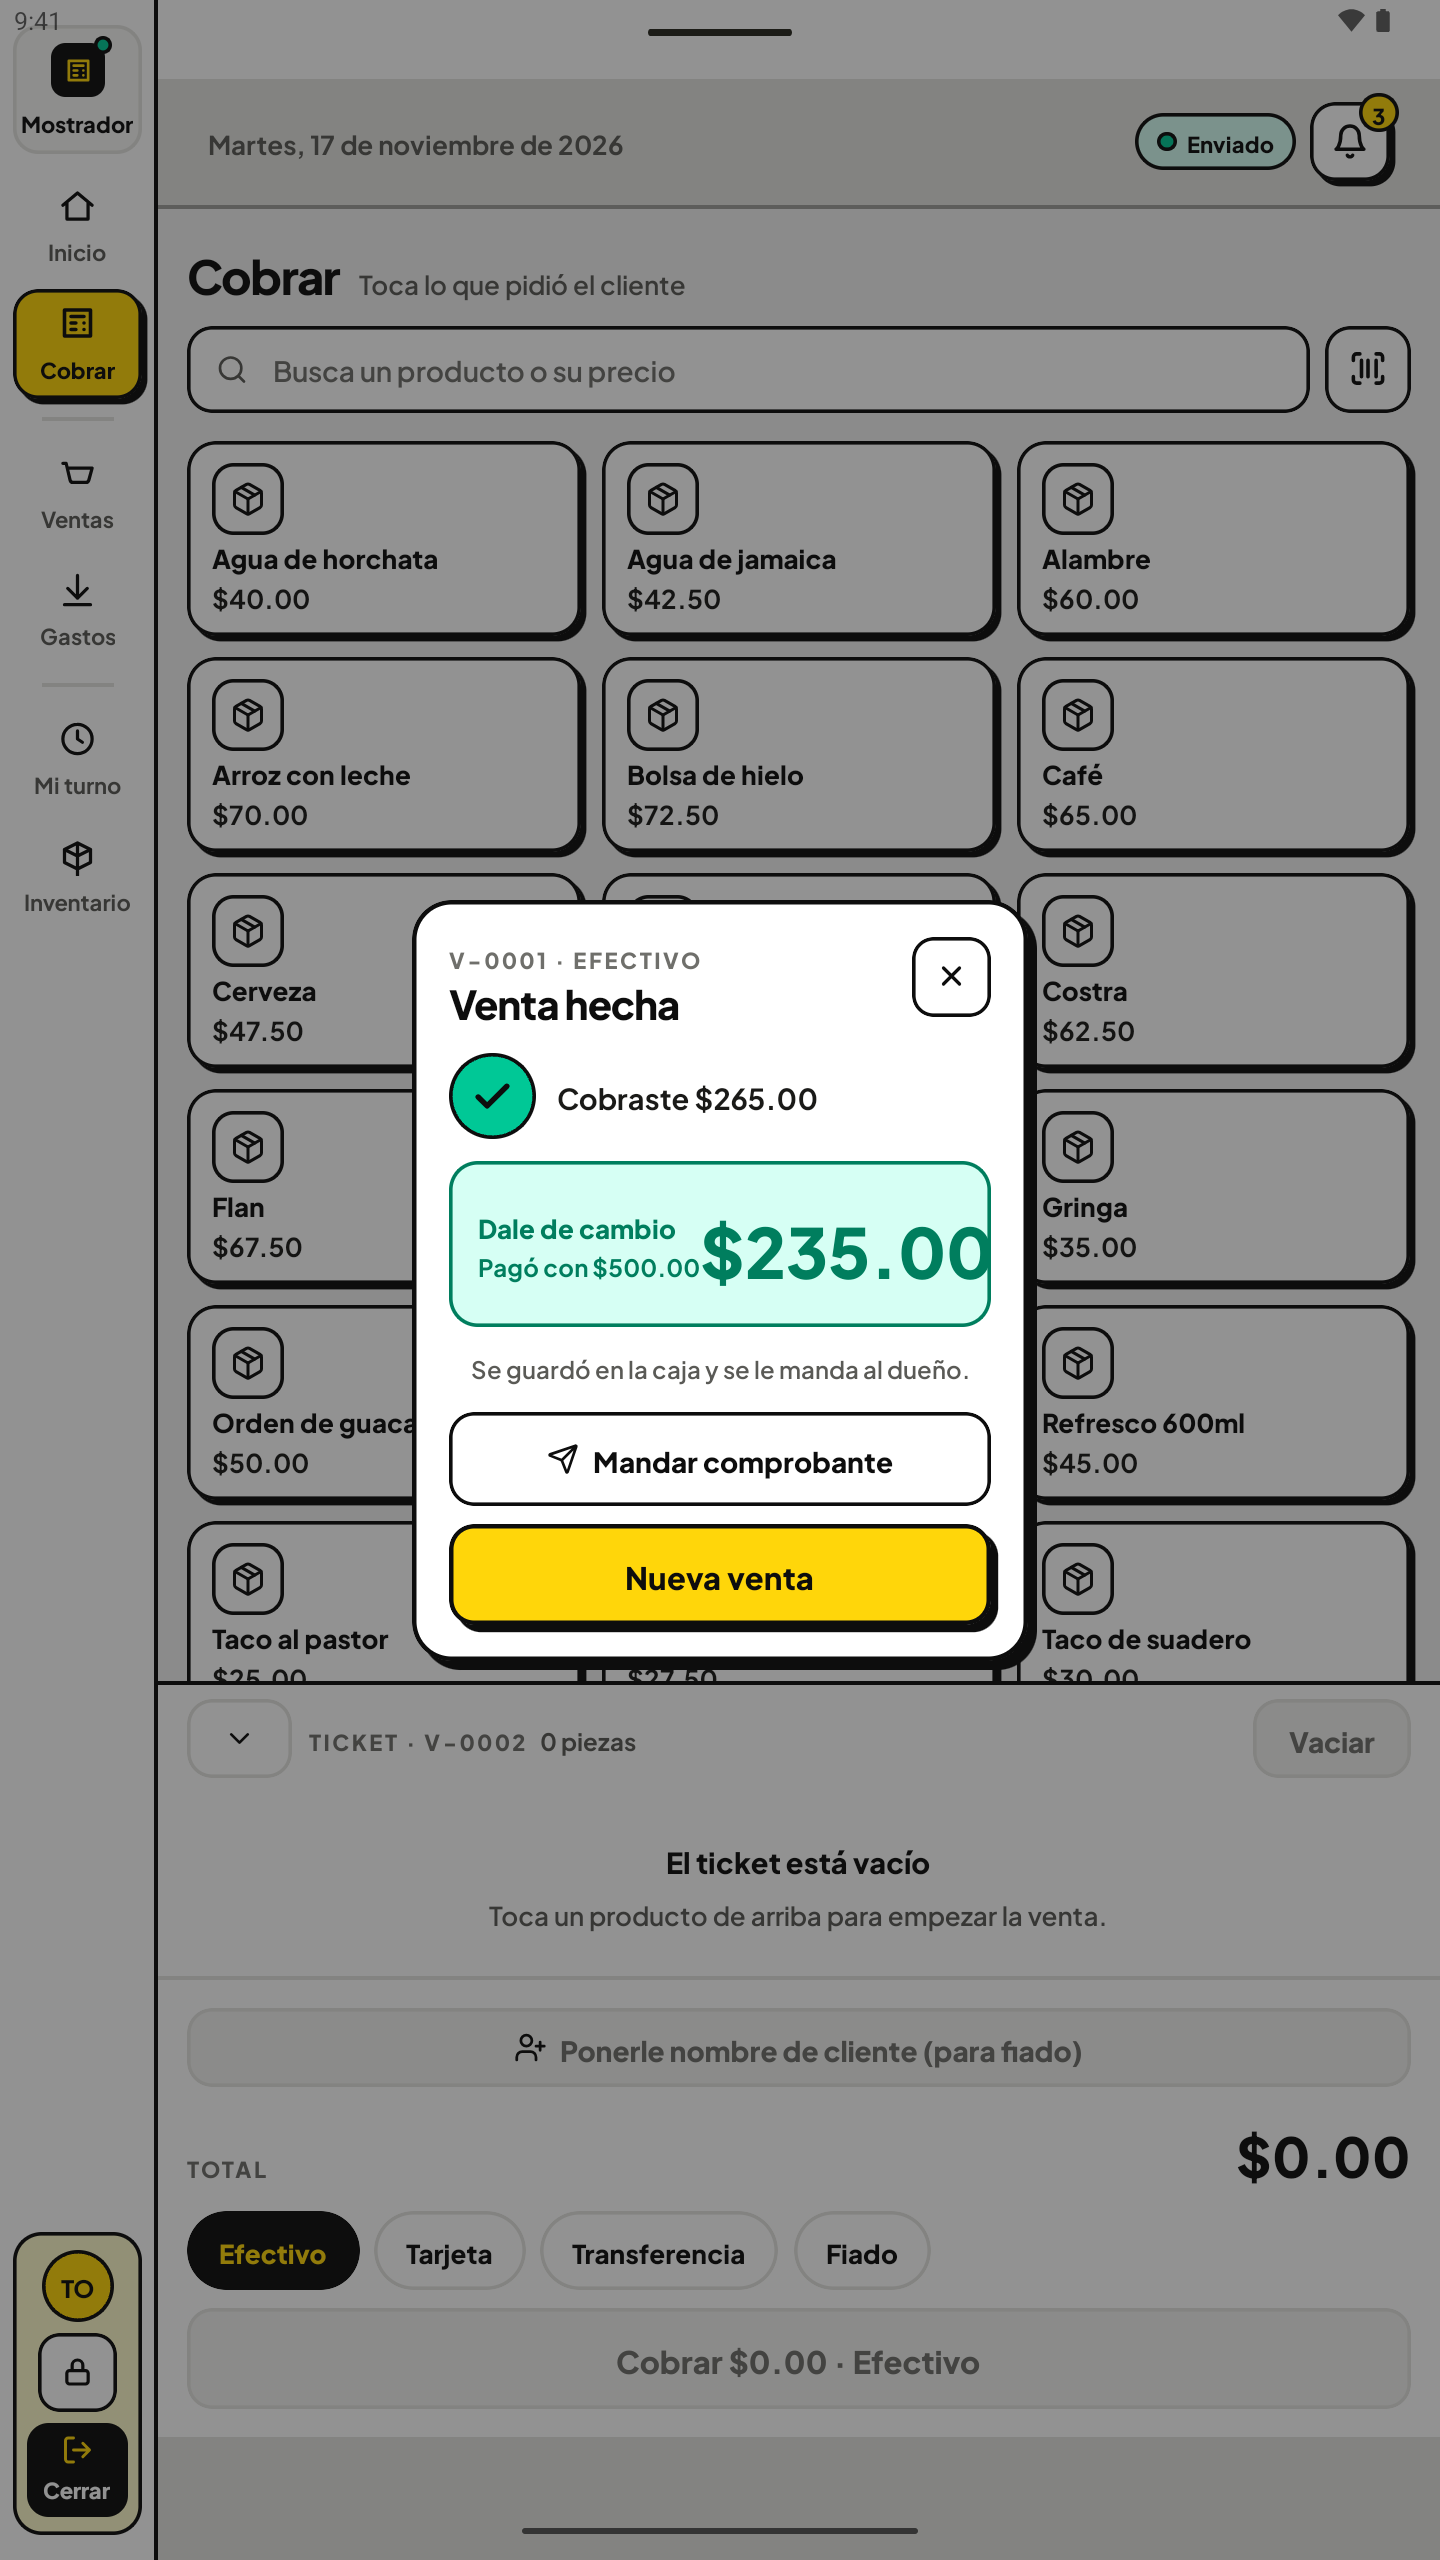 9:41
Mostrador
Martes, 17 de noviembre de 2026
Enviado
3
Inicio
Cobrar
Ventas
Gastos
Mi turno
Inventario
Cobrar Toca lo que pidió el cliente
Busca un producto o su precio
Agua de horchata
$40.00
Agua de jamaica
$42.50
Alambre
$60.00
Arroz con leche
$70.00
Bolsa de hielo
$72.50
Café
$65.00
Cerveza
$47.50
Costra
$62.50
Flan
$67.50
Gringa
$35.00
Orden de guaca
$50.00
Refresco 600ml
$45.00
Taco al pastor
$25.00
$27.50
Taco de suadero
$30.00
V-0001 · EFECTIVO
Venta hecha
Cobraste $265.00
Dale de cambio
Pagó con $500.00
$235.00
Se guardó en la caja y se le manda al dueño.
Mandar comprobante
Nueva venta
TICKET · V-0002 0 piezas
Vaciar
El ticket está vacío
Toca un producto de arriba para empezar la venta.
Ponerle nombre de cliente (para fiado)
TOTAL
$0.00
Efectivo
Tarjeta
Transferencia
Fiado
Cobrar $0.00 · Efectivo
TO
Cerrar